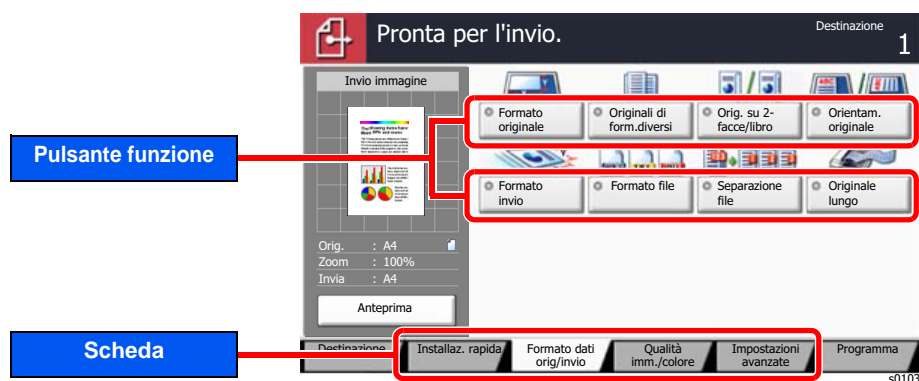 Pronta per l'invio.
Destinazione
1
Invio immagine
Formato
originale
Originali di
form.diversi
Orig. su 2-
facce/libro
Orientam.
originale
Pulsante funzione
Formato
invio
Formato file
Separazione
file
Originale
lungo
Orig. : A4
Zoom : 100%
Invia : A4
Anteprima
Scheda
Destinazione
Installaz. rapida
Formato dati
orig/invio
Qualità
imm./colore
Impostazioni
avanzate
Programma
s0103